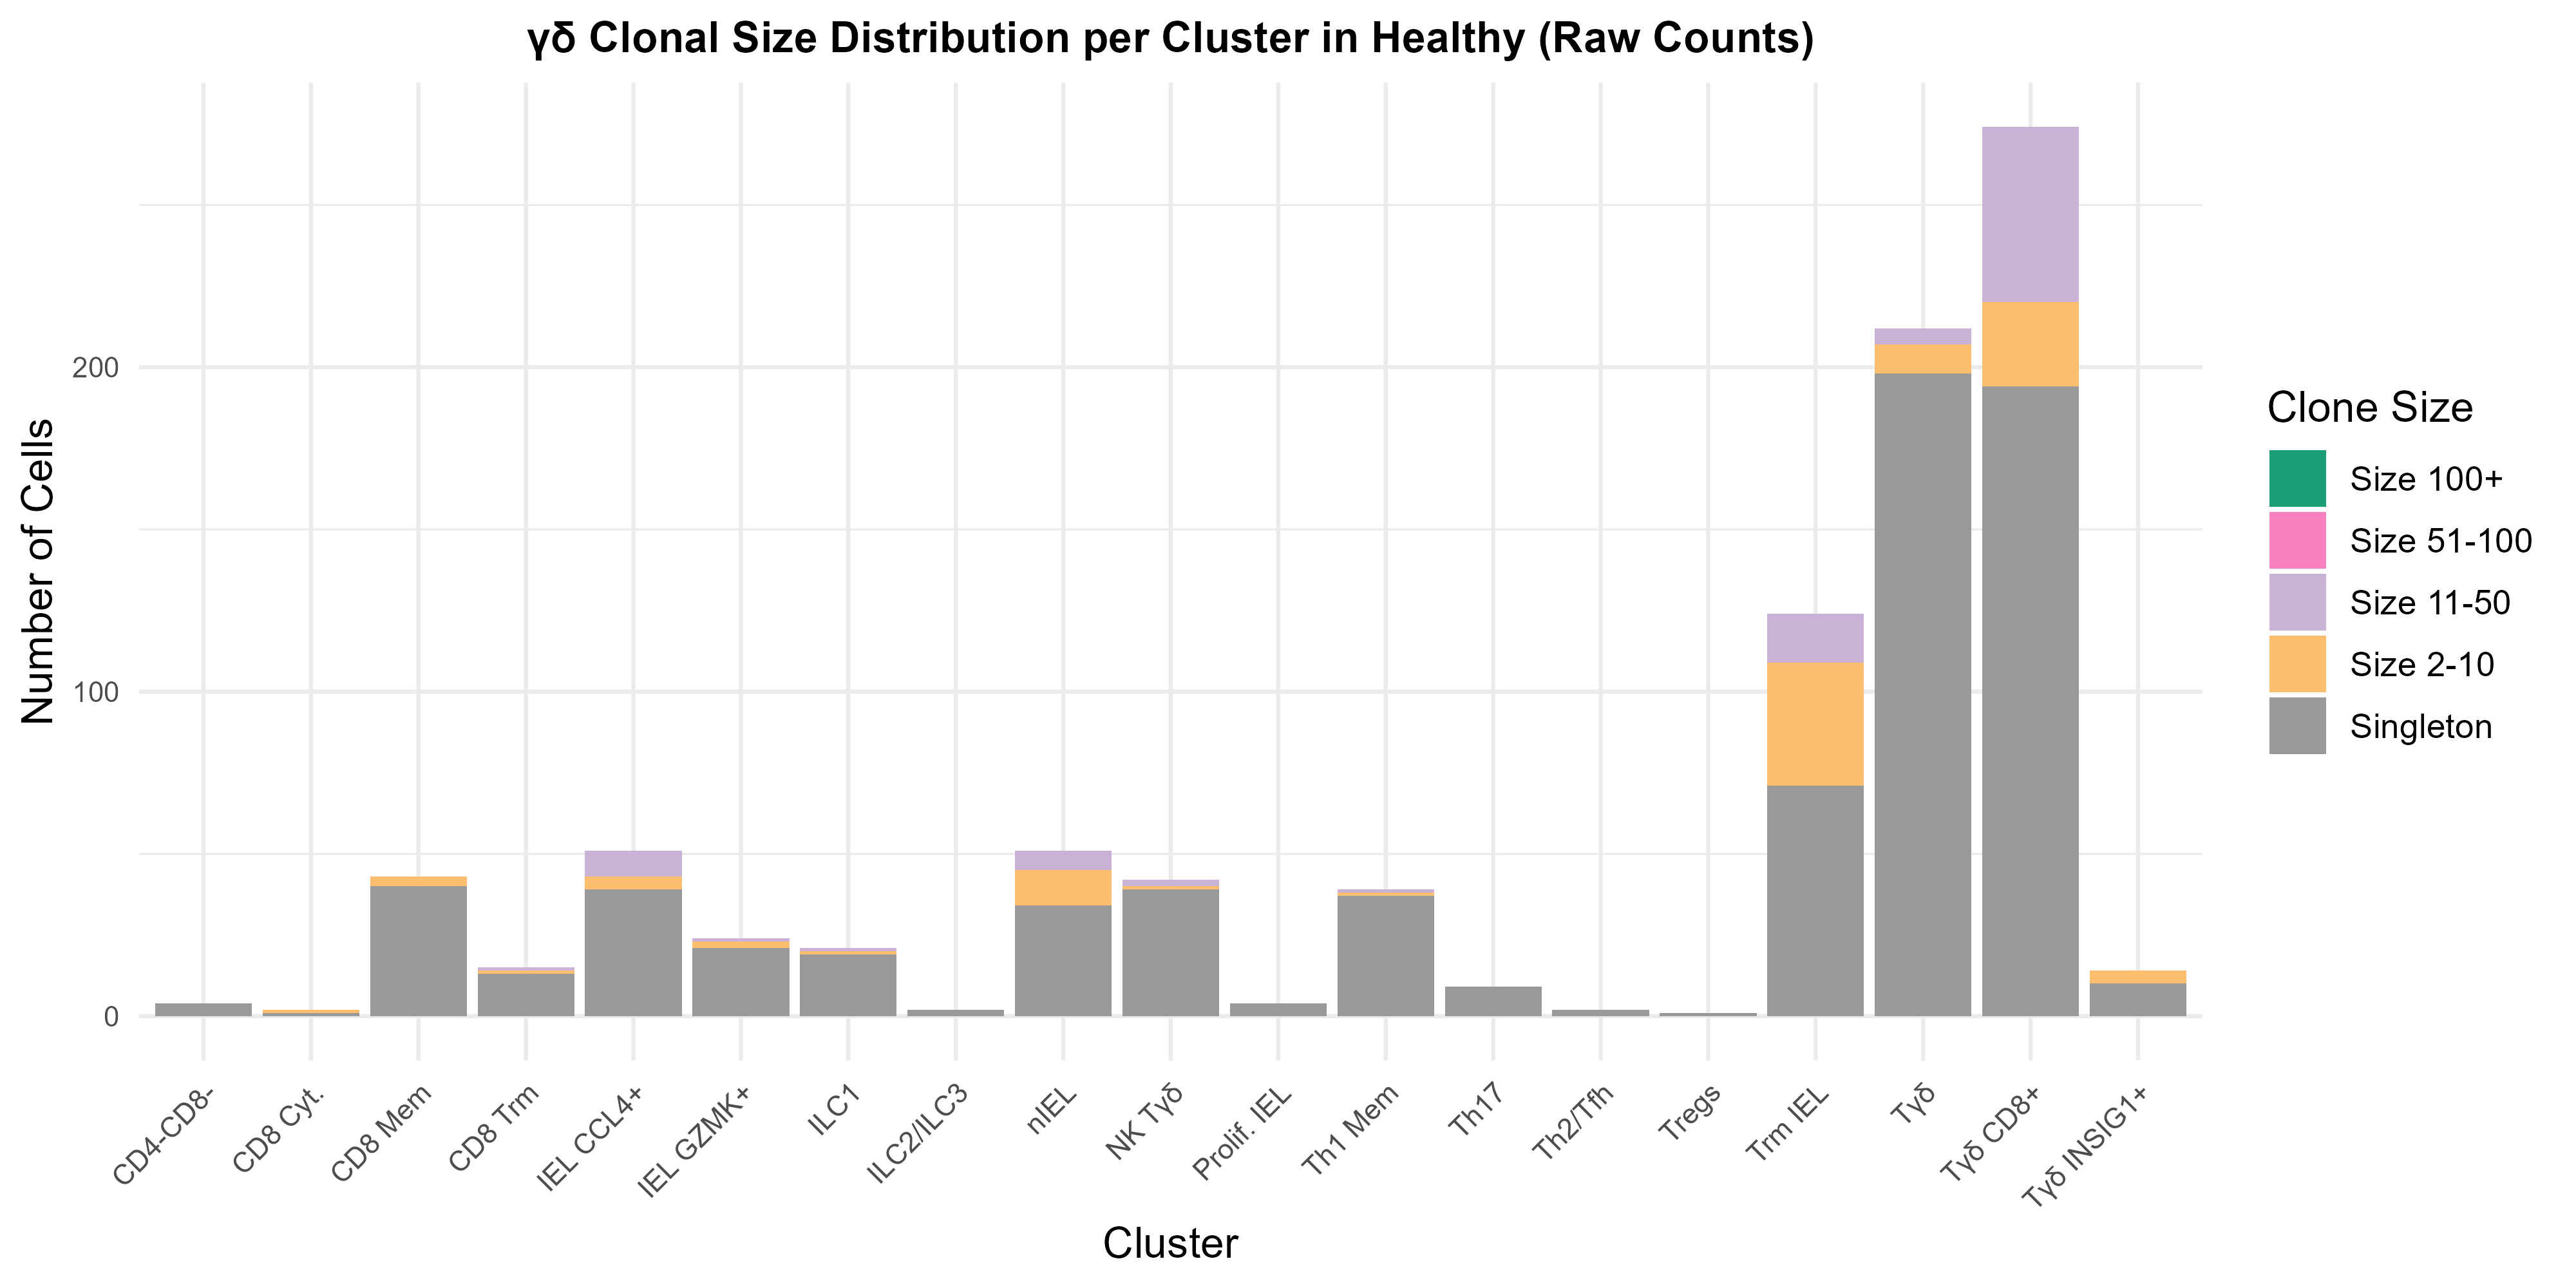 γδ Clonal Size Distribution per Cluster in Healthy (Raw Counts)
Number of Cells
200
100
0
CD4-CD8-
CD8 Cyt.
CD8 Mem
CD8 Trm
IEL CCL4+
IEL GZMK+
ILC1
ILC2/ILC3
nIEL
NK Tγδ
Prolif. IEL
Th1 Mem
Th17
Th2/Tfh
Tregs
Trm IEL
Tγδ
Tγδ CD8+
Tγδ INSIG1+
Cluster
Clone Size
Size 100+
Size 51-100
Size 11-50
Size 2-10
Singleton